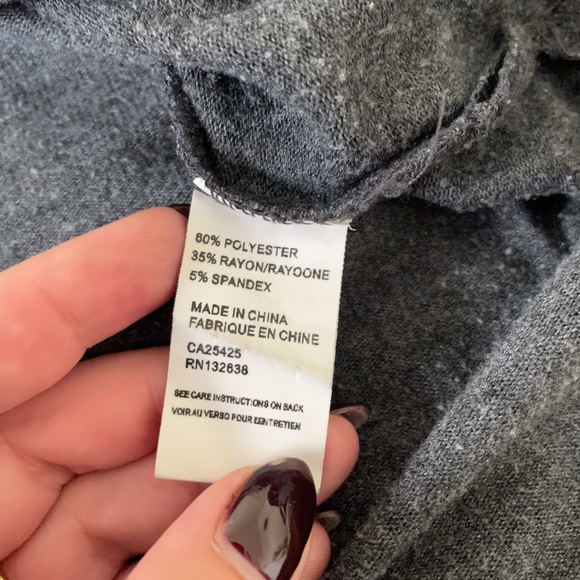 60% POLYESTER
35% RAYON/RAYOONE
5% SPANDEX
MADE IN CHINA
FABRIQUE EN CHINE
CA25425
RN132638
SEE CARE INSTRUCTIONS ON BACK
VOIR AU VERSO POUR L'ENTRETIEN